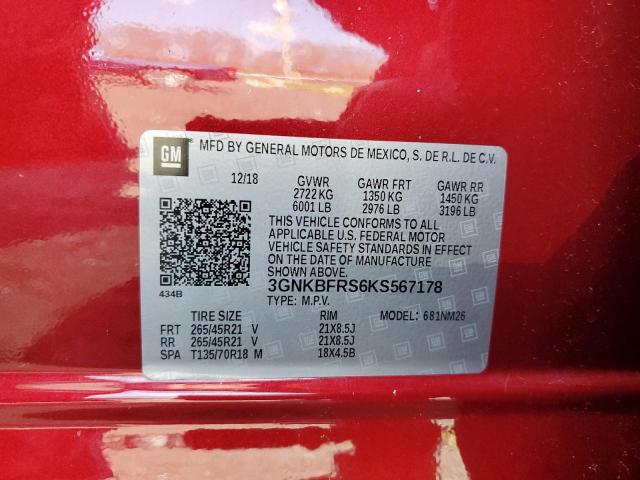 GM
MFD BY GENERAL MOTORS DE MEXICO, S. DE R.L. DE C.V.
12/18 GVWR GAWR FRT GAWR RR
2722 KG 1350 KG 1450 KG
6001 LB 2976 LB 3196 LB
THIS VEHICLE CONFORMS TO ALL
APPLICABLE U.S. FEDERAL MOTOR
VEHICLE SAFETY STANDARDS IN EFFECT
ON THE DATE OF MANUFACTURE
SHOWN ABOVE.
434B
3GNKBFRS6KS567178
TYPE: M.P.V.
TIRE SIZE RIM MODEL: 681NM26
FRT 265/45R21 V 21X8.5J
RR 265/45R21 V 21X8.5J
SPA T135/70R18 M 18X4.5B